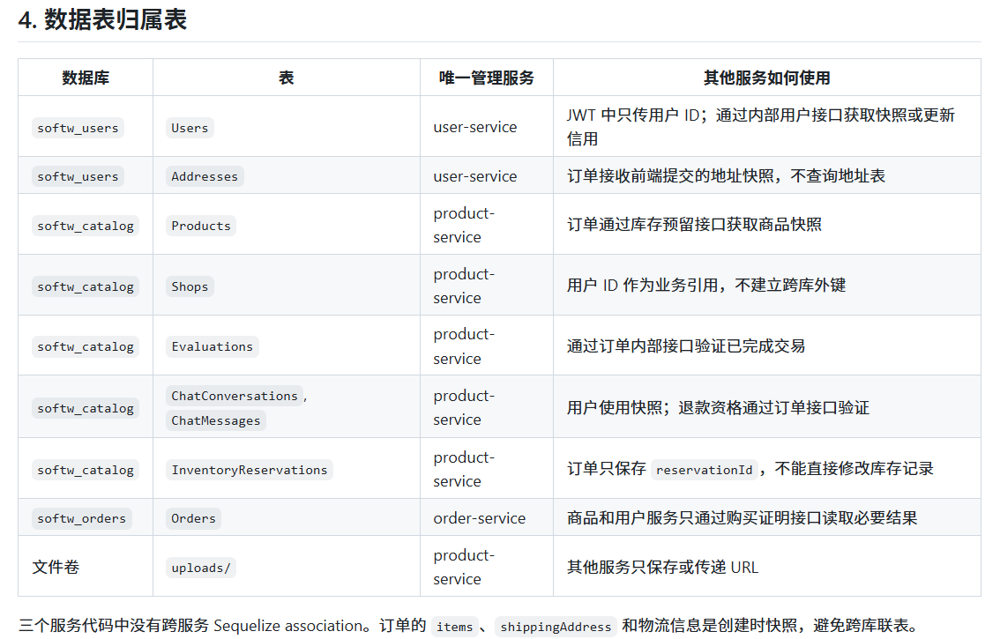 4. 数据表归属表
数据库 表 唯一管理服务 其他服务如何使用
softw_users Users user-service JWT 中只传用户 ID；通过内部用户接口获取快照或更新
信用
softw_users Addresses user-service 订单接收前端提交的地址快照，不查询地址表
softw_catalog Products product-
service 订单通过库存预留接口获取商品快照
softw_catalog Shops product-
service 用户 ID 作为业务引用，不建立跨库外键
softw_catalog Evaluations product-
service 通过订单内部接口验证已完成交易
softw_catalog ChatConversations,
ChatMessages product-
service 用户使用快照；退款资格通过订单接口验证
softw_catalog InventoryReservations product-
service 订单只保存 reservationId，不能直接修改库存记录
softw_orders Orders order-service 商品和用户服务只通过购买证明接口读取必要结果
文件卷 uploads/ product-
service 其他服务只保存或传递 URL
三个服务代码中没有跨服务 Sequelize association。订单的 items、shippingAddress 和物流信息是创建时快照，避免跨库联表。